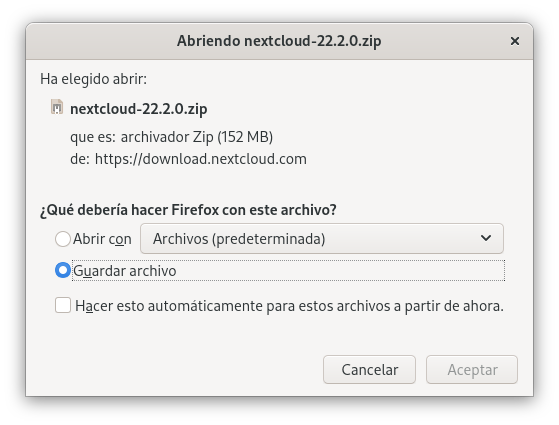 Abriendo nextcloud-22.2.0.zip
Ha elegido abrir:
nextcloud-22.2.0.zip
que es: archivador Zip (152 MB)
de: https://download.nextcloud.com
¿Qué debería hacer Firefox con este archivo?
Abrir con Archivos (predeterminada)
Guardar archivo
Hacer esto automáticamente para estos archivos a partir de ahora.
Cancelar Aceptar